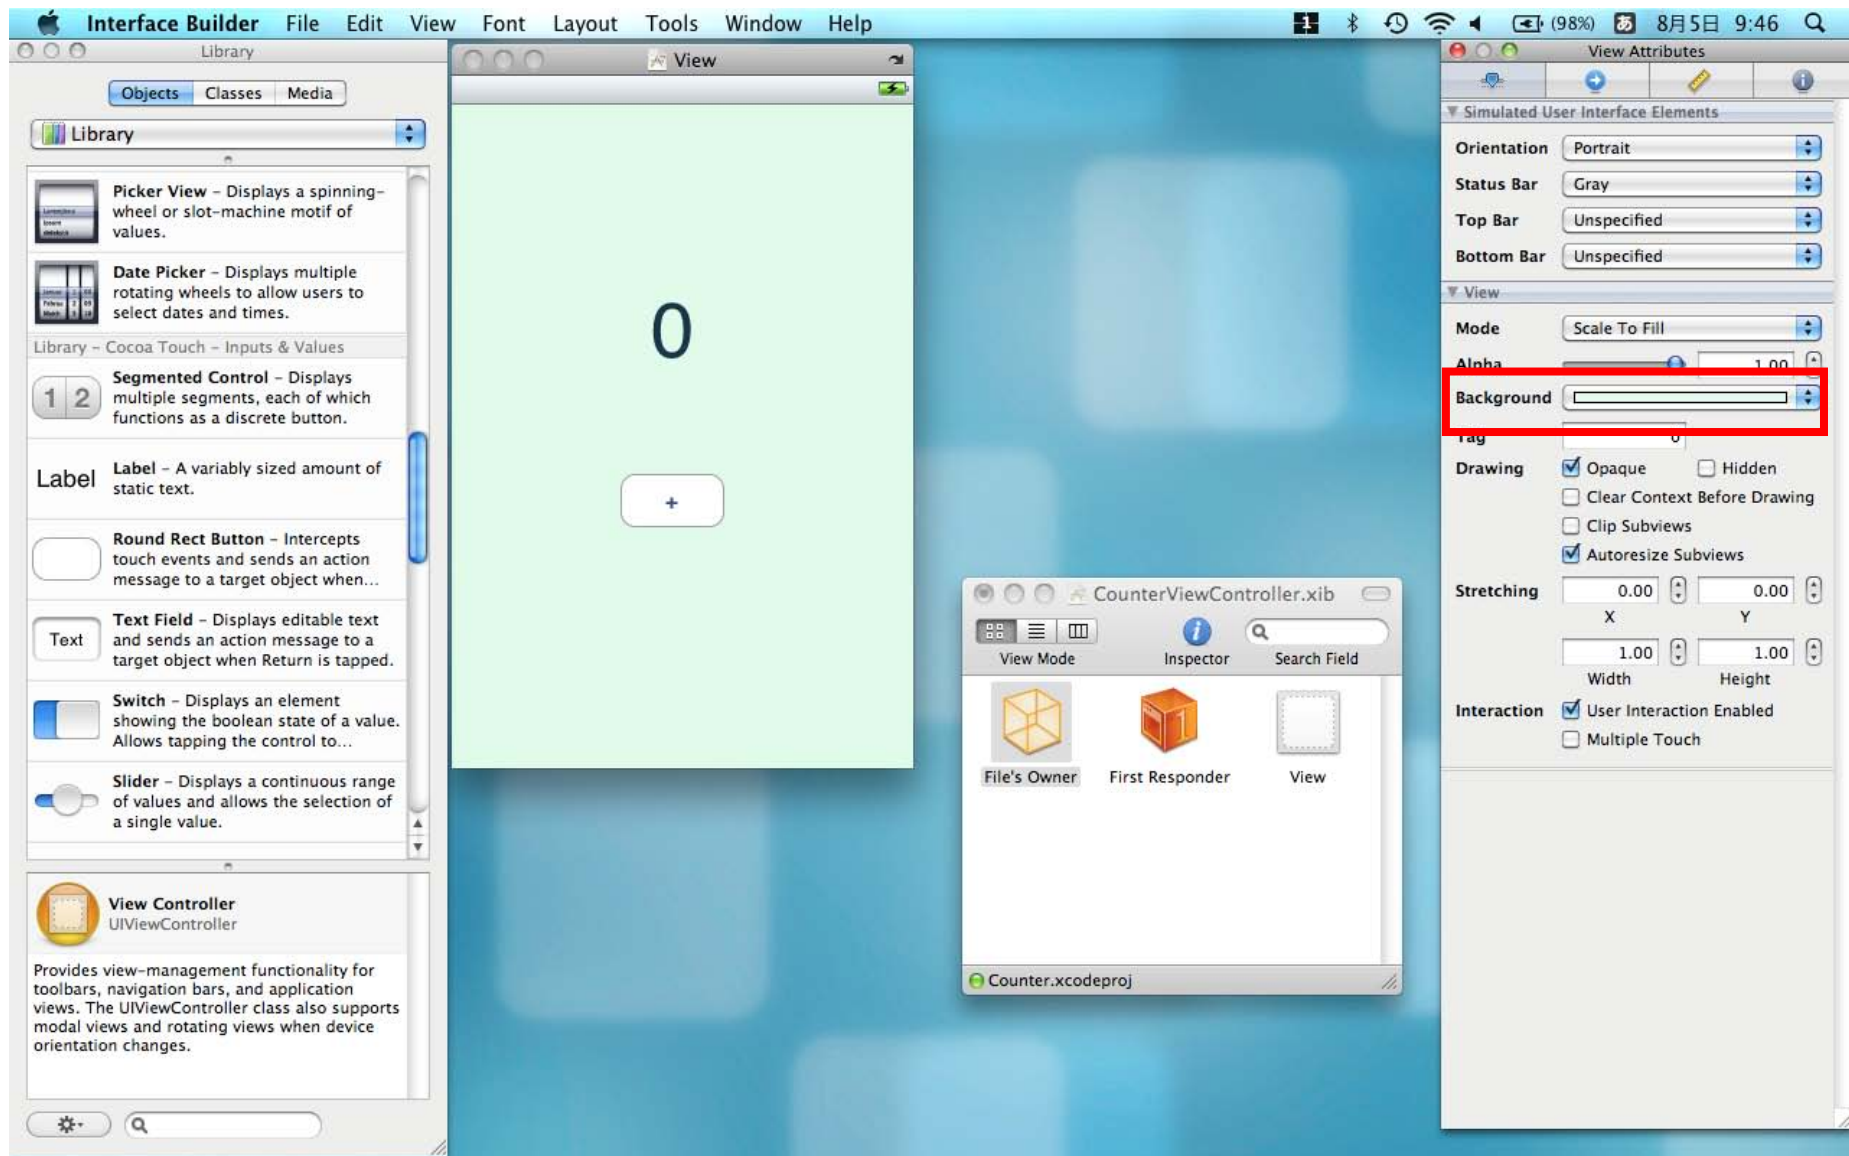 Interface Builder File Edit View Font Layout Tools Window Help
1 (98%) あ 8月5日 9:46
Library
Objects Classes Media
Library
Picker View – Displays a spinning-
wheel or slot-machine motif of
values.
Date Picker – Displays multiple
rotating wheels to allow users to
select dates and times.
Library – Cocoa Touch – Inputs & Values
1 2
Segmented Control – Displays
multiple segments, each of which
functions as a discrete button.
Label
Label – A variably sized amount of
static text.
Round Rect Button – Intercepts
touch events and sends an action
message to a target object when...
Text
Text Field – Displays editable text
and sends an action message to a
target object when Return is tapped.
Switch – Displays an element
showing the boolean state of a value.
Allows tapping the control to...
Slider – Displays a continuous range
of values and allows the selection of
a single value.
View Controller
UIViewController
Provides view-management functionality for
toolbars, navigation bars, and application
views. The UIViewController class also supports
modal views and rotating views when device
orientation changes.
View
0
+
CounterViewController.xib
View Mode Inspector Search Field
1
File's Owner First Responder View
Counter.xcodeproj
View Attributes
Simulated User Interface Elements
Orientation Portrait
Status Bar Gray
Top Bar Unspecified
Bottom Bar Unspecified
View
Mode Scale To Fill
Alpha 1.00
Background
Tag 0
Drawing Opaque Hidden
Clear Context Before Drawing
Clip Subviews
Autoresize Subviews
Stretching 0.00 0.00
X Y
1.00 1.00
Width Height
Interaction User Interaction Enabled
Multiple Touch